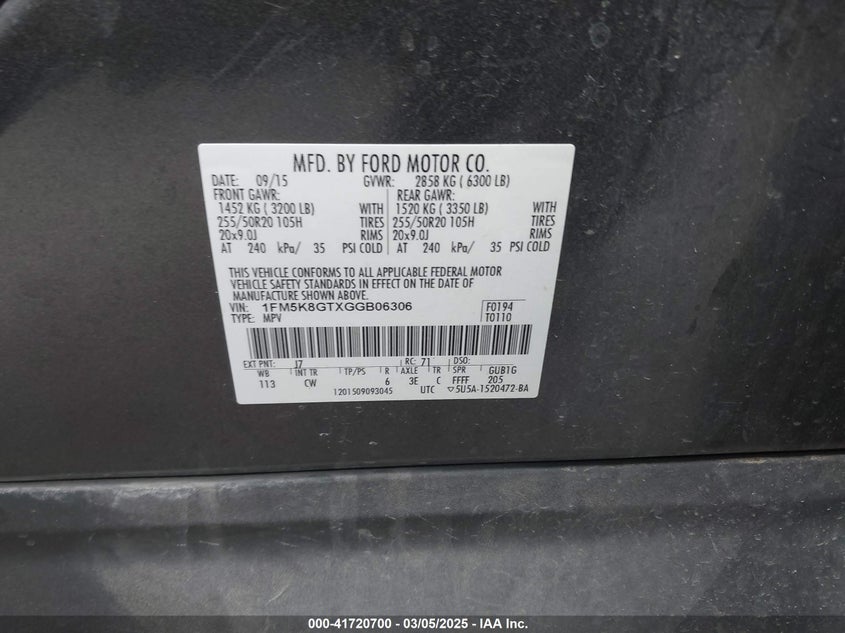 MFD. BY FORD MOTOR CO.
DATE: 09/15 GVWR: 2858 KG ( 6300 LB)
FRONT GAWR: REAR GAWR:
1452 KG ( 3200 LB) WITH 1520 KG ( 3350 LB) WITH
255/50R20 105H TIRES 255/50R20 105H TIRES
20x9.0J RIMS 20x9.0J RIMS
AT 240 kPa/ 35 PSI COLD AT 240 kPa/ 35 PSI COLD
THIS VEHICLE CONFORMS TO ALL APPLICABLE FEDERAL MOTOR
VEHICLE SAFETY STANDARDS IN EFFECT ON THE DATE OF
MANUFACTURE SHOWN ABOVE.
VIN: 1FM5K8GTXGGB06306 F0194
TYPE: MPV T0110
EXT PNT: J7 RC: 71 DSO:
WB INT TR TP/PS R AXLE TR SPR GUB1G
113 CW 6 3E C FFFF 205
1201509093045 UTC ▽5U5A-1520472-BA
000-41720700 - 03/05/2025 - IAA Inc.